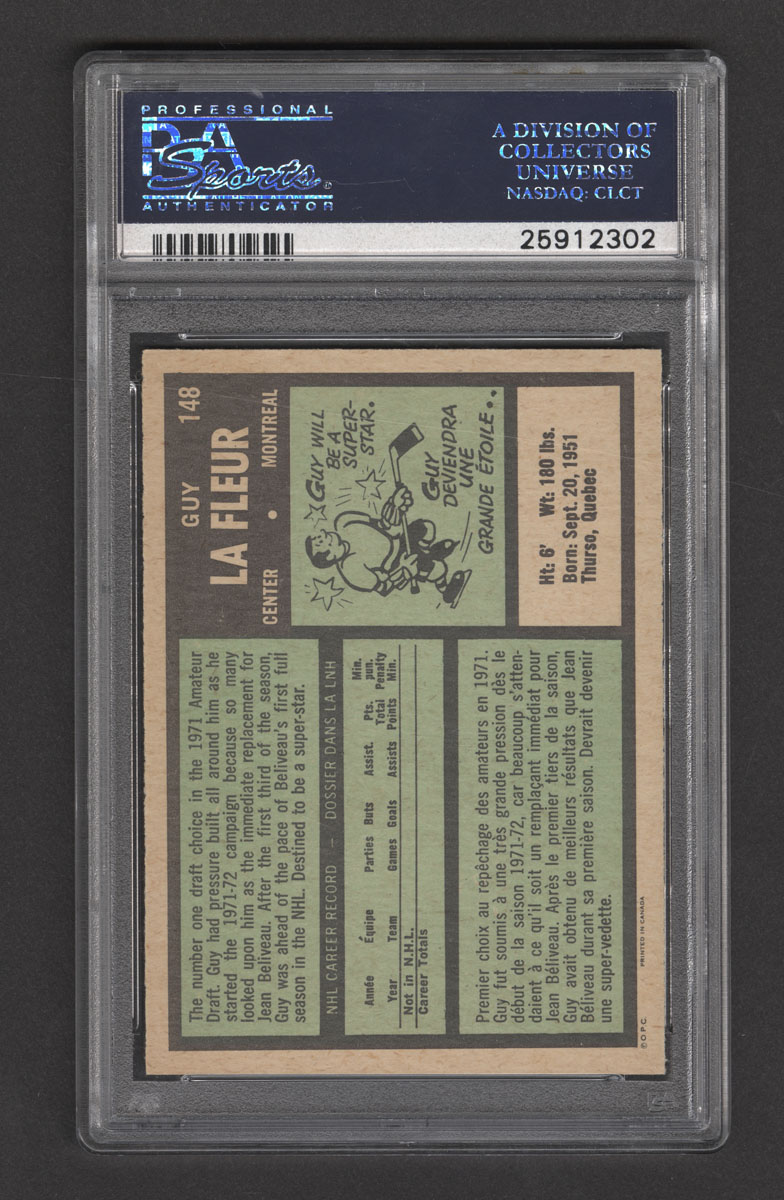 PROFESSIONAL
PSA
Sports®
AUTHENTICATOR
A DIVISION OF
COLLECTORS
UNIVERSE
NASDAQ: CLCT
25912302
GUY 148
LA FLEUR
CENTER • MONTREAL
The number one draft choice in the 1971 Amateur
Draft. Guy had pressure built all around him as he
started the 1971-72 campaign because so many
looked upon him as the immediate replacement for
Jean Beliveau. After the first third of the season,
Guy was ahead of the pace of Beliveau's first full
season in the NHL. Destined to be a super-star.
GUY WILL
BE A
SUPER-
STAR.
GUY
DEVIENDRA
UNE
GRANDE ÉTOILE..
NHL CAREER RECORD — DOSSIER DANS LA LNH
Année Équipe Parties Buts Assist. Pts. Total Min. pun.
Year Team Games Goals Assists Points Penalty Min.
Not in N.H.L.
Career Totals
Ht: 6' Wt: 180 lbs.
Born: Sept. 20, 1951
Thurso, Quebec
Premier choix au repêchage des amateurs en 1971.
Guy fut soumis à une très grande pression dès le
début de la saison 1971-72, car beaucoup s'atten-
daient à ce qu'il soit un remplaçant immédiat pour
Jean Béliveau. Après le premier tiers de la saison,
Guy avait obtenu de meilleurs résultats que Jean
Béliveau durant sa première saison. Devrait devenir
une super-vedette.
© O.P.C. PRINTED IN CANADA